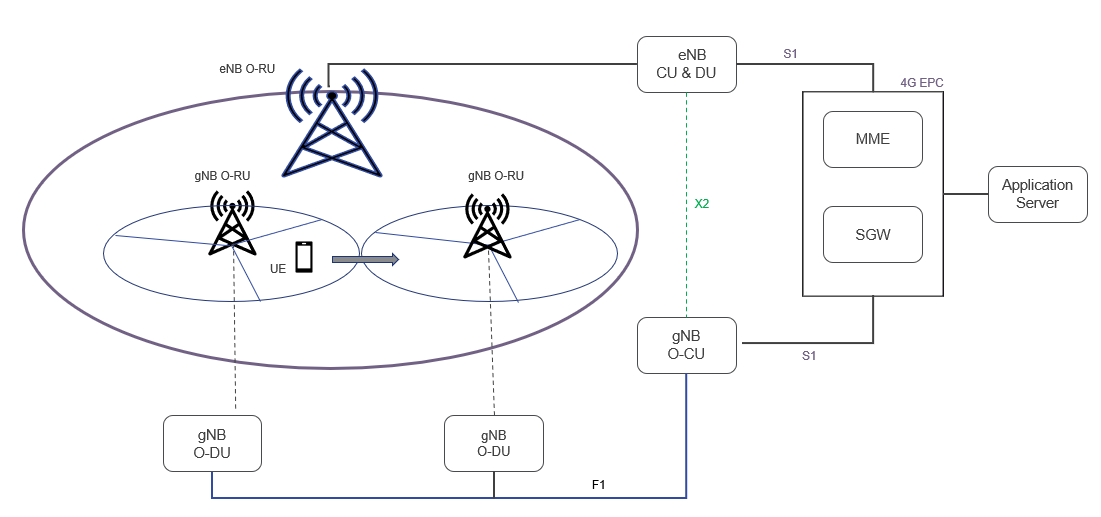 eNB O-RU
eNB
CU & DU
S1
4G EPC
MME
gNB O-RU
gNB O-RU
Application
Server
X2
SGW
UE
gNB
O-CU
S1
gNB
O-DU
gNB
O-DU
F1